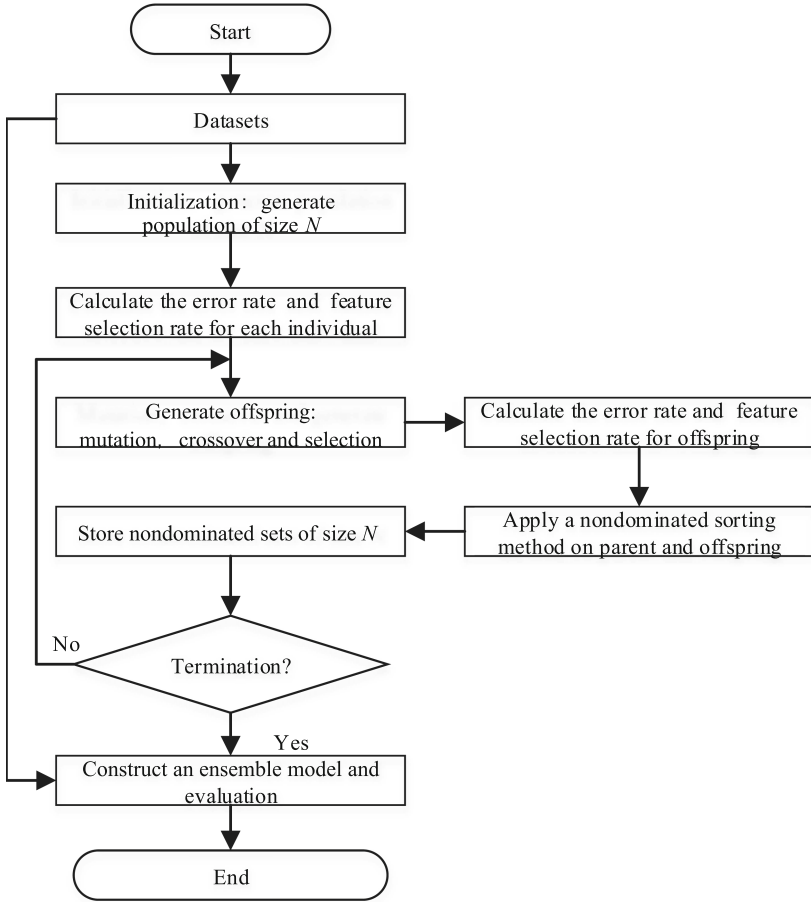 Start
Datasets
Initialization: generate
population of size N
Calculate the error rate and feature
selection rate for each individual
Generate offspring:
mutation, crossover and selection
Calculate the error rate and feature
selection rate for offspring
Apply a nondominated sorting
method on parent and offspring
Store nondominated sets of size N
No
Termination?
Yes
Construct an ensemble model and
evaluation
End